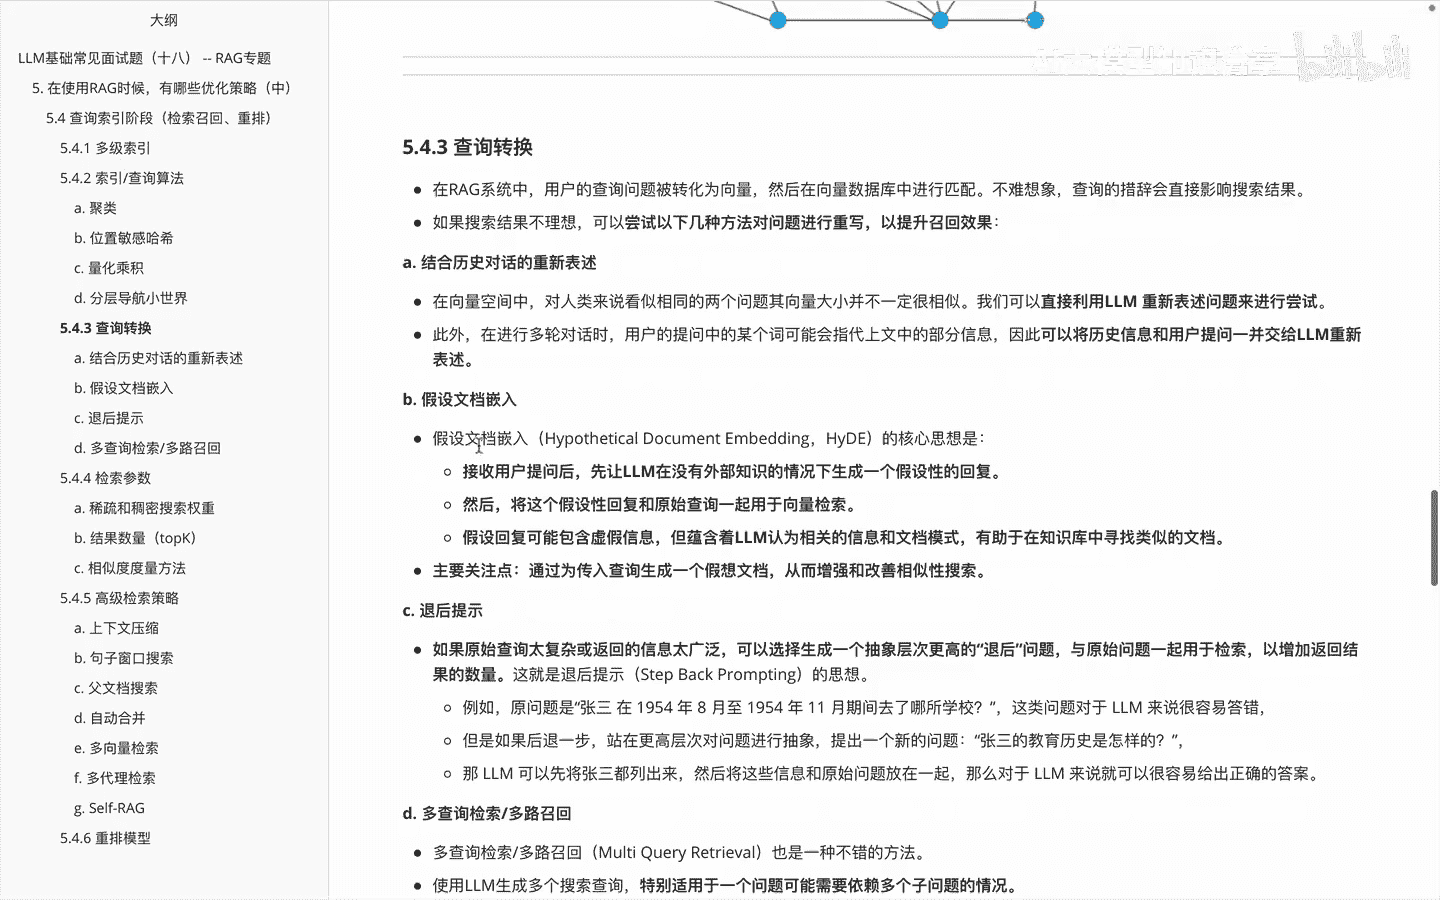 大纲
LLM基础常见面试题（十八） -- RAG专题
5. 在使用RAG时候，有哪些优化策略（中）
5.4 查询索引阶段（检索召回、重排）
5.4.1 多级索引
5.4.2 索引/查询算法
a. 聚类
b. 位置敏感哈希
c. 量化乘积
d. 分层导航小世界
5.4.3 查询转换
a. 结合历史对话的重新表述
b. 假设文档嵌入
c. 退后提示
d. 多查询检索/多路召回
5.4.4 检索参数
a. 稀疏和稠密搜索权重
b. 结果数量（topK）
c. 相似度度量方法
5.4.5 高级检索策略
a. 上下文压缩
b. 句子窗口搜索
c. 父文档搜索
d. 自动合并
e. 多向量检索
f. 多代理检索
g. Self-RAG
5.4.6 重排模型
5.4.3 查询转换
● 在RAG系统中，用户的查询问题被转化为向量，然后在向量数据库中进行匹配。不难想象，查询的措辞会直接影响搜索结果。
● 如果搜索结果不理想，可以尝试以下几种方法对问题进行重写，以提升召回效果：
a. 结合历史对话的重新表述
● 在向量空间中，对人类来说看似相同的两个问题其向量大小并不一定很相似。我们可以直接利用LLM 重新表述问题来进行尝试。
● 此外，在进行多轮对话时，用户的提问中的某个词可能会指代上文中的部分信息，因此可以将历史信息和用户提问一并交给LLM重新
表述。
b. 假设文档嵌入
● 假设文档嵌入（Hypothetical Document Embedding，HyDE）的核心思想是：
○ 接收用户提问后，先让LLM在没有外部知识的情况下生成一个假设性的回复。
○ 然后，将这个假设性回复和原始查询一起用于向量检索。
○ 假设回复可能包含虚假信息，但蕴含着LLM认为相关的信息和文档模式，有助于在知识库中寻找类似的文档。
● 主要关注点：通过为传入查询生成一个假想文档，从而增强和改善相似性搜索。
c. 退后提示
● 如果原始查询太复杂或返回的信息太广泛，可以选择生成一个抽象层次更高的“退后”问题，与原始问题一起用于检索，以增加返回结
果的数量。这就是退后提示（Step Back Prompting）的思想。
○ 例如，原问题是“张三 在 1954 年 8 月至 1954 年 11 月期间去了哪所学校？”，这类问题对于 LLM 来说很容易答错，
○ 但是如果后退一步，站在更高层次对问题进行抽象，提出一个新的问题：“张三的教育历史是怎样的？”，
○ 那 LLM 可以先将张三都列出来，然后将这些信息和原始问题放在一起，那么对于 LLM 来说就可以很容易给出正确的答案。
d. 多查询检索/多路召回
● 多查询检索/多路召回（Multi Query Retrieval）也是一种不错的方法。
● 使用LLM生成多个搜索查询，特别适用于一个问题可能需要依赖多个子问题的情况。